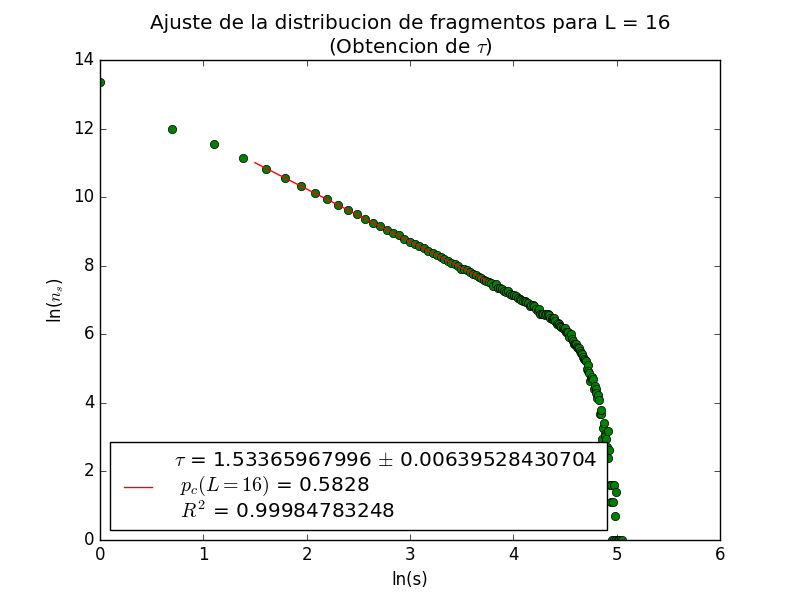 Ajuste de la distribucion de fragmentos para L = 16
(Obtencion de τ)
14
12
10
8
6
4
2
0
ln(n_s)
τ = 1.53365967996 ± 0.00639528430704
p_c(L = 16) = 0.5828
R² = 0.99984783248
0 1 2 3 4 5 6
ln(s)